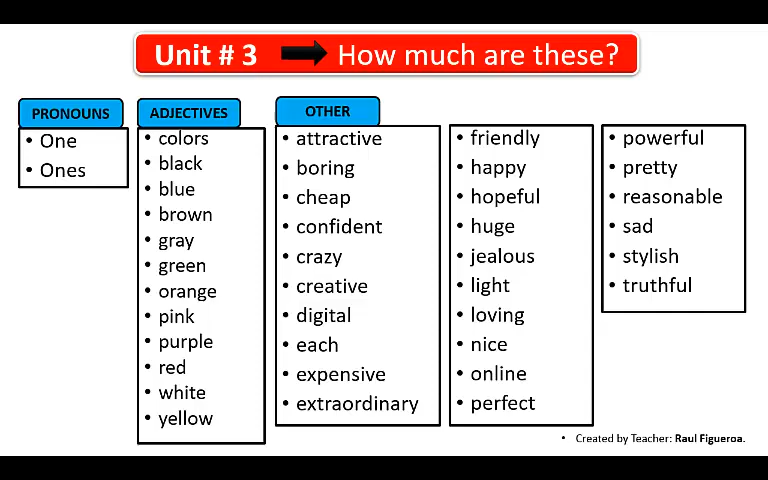 Unit # 3 How much are these?
PRONOUNS
• One
• Ones
ADJECTIVES
• colors
• black
• blue
• brown
• gray
• green
• orange
• pink
• purple
• red
• white
• yellow
OTHER
• attractive
• boring
• cheap
• confident
• crazy
• creative
• digital
• each
• expensive
• extraordinary
• friendly
• happy
• hopeful
• huge
• jealous
• light
• loving
• nice
• online
• perfect
• powerful
• pretty
• reasonable
• sad
• stylish
• truthful
• Created by Teacher: Raul Figueroa.